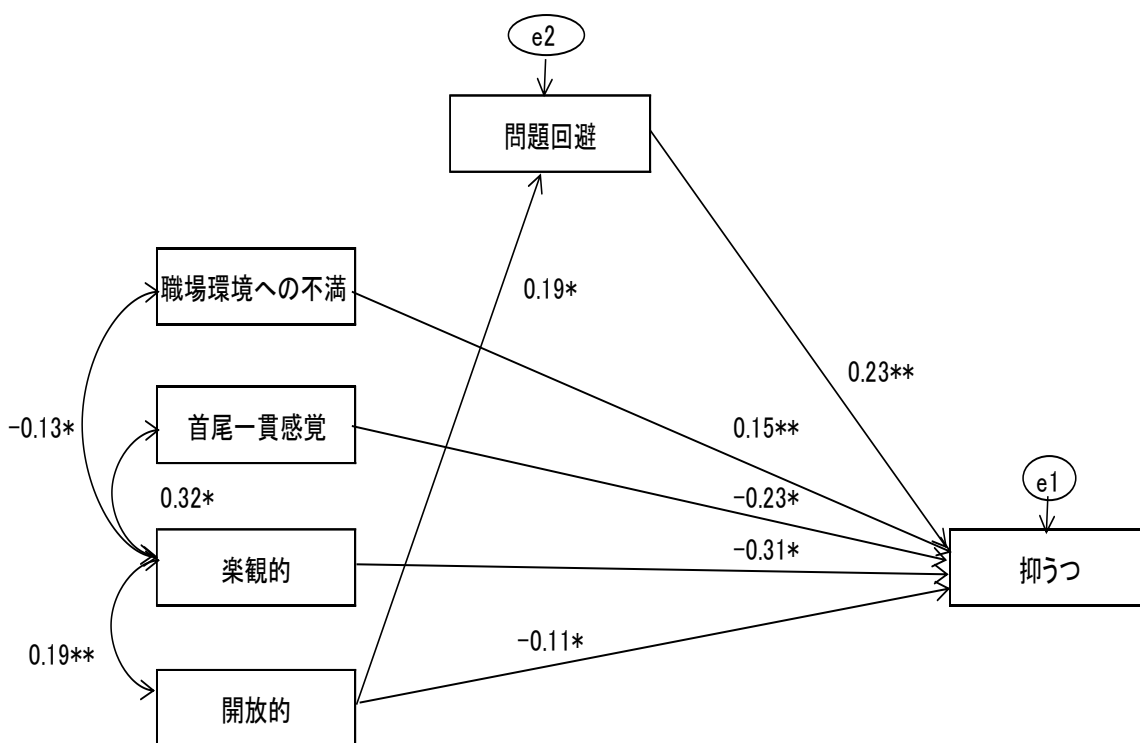 e2
問題回避
職場環境への不満
0.19*
0.23**
首尾一貫感覚
-0.13*
0.15**
0.32*
-0.23*
e1
楽観的
-0.31*
抑うつ
0.19**
-0.11*
開放的